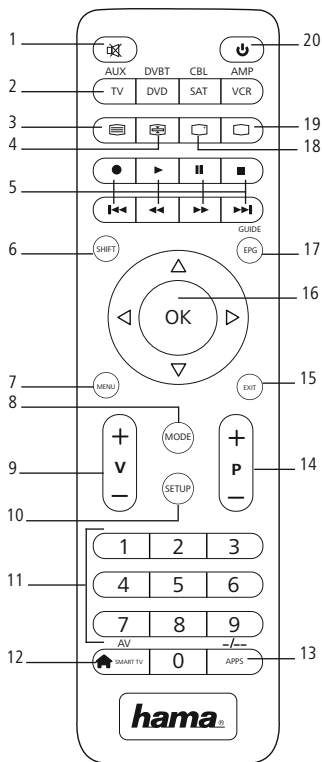 1
20
AUX DVBT CBL AMP
2 TV DVD SAT VCR
3
19
4
18
5
GUIDE
6 SHIFT
EPG 17
16
OK
7 MENU
EXIT 15
8
MODE
+ +
9 V
P 14
– –
10 SETUP
11
1 2 3
4 5 6
7 8 9
AV -/--
12 SMART TV 0 APPS 13
hama®